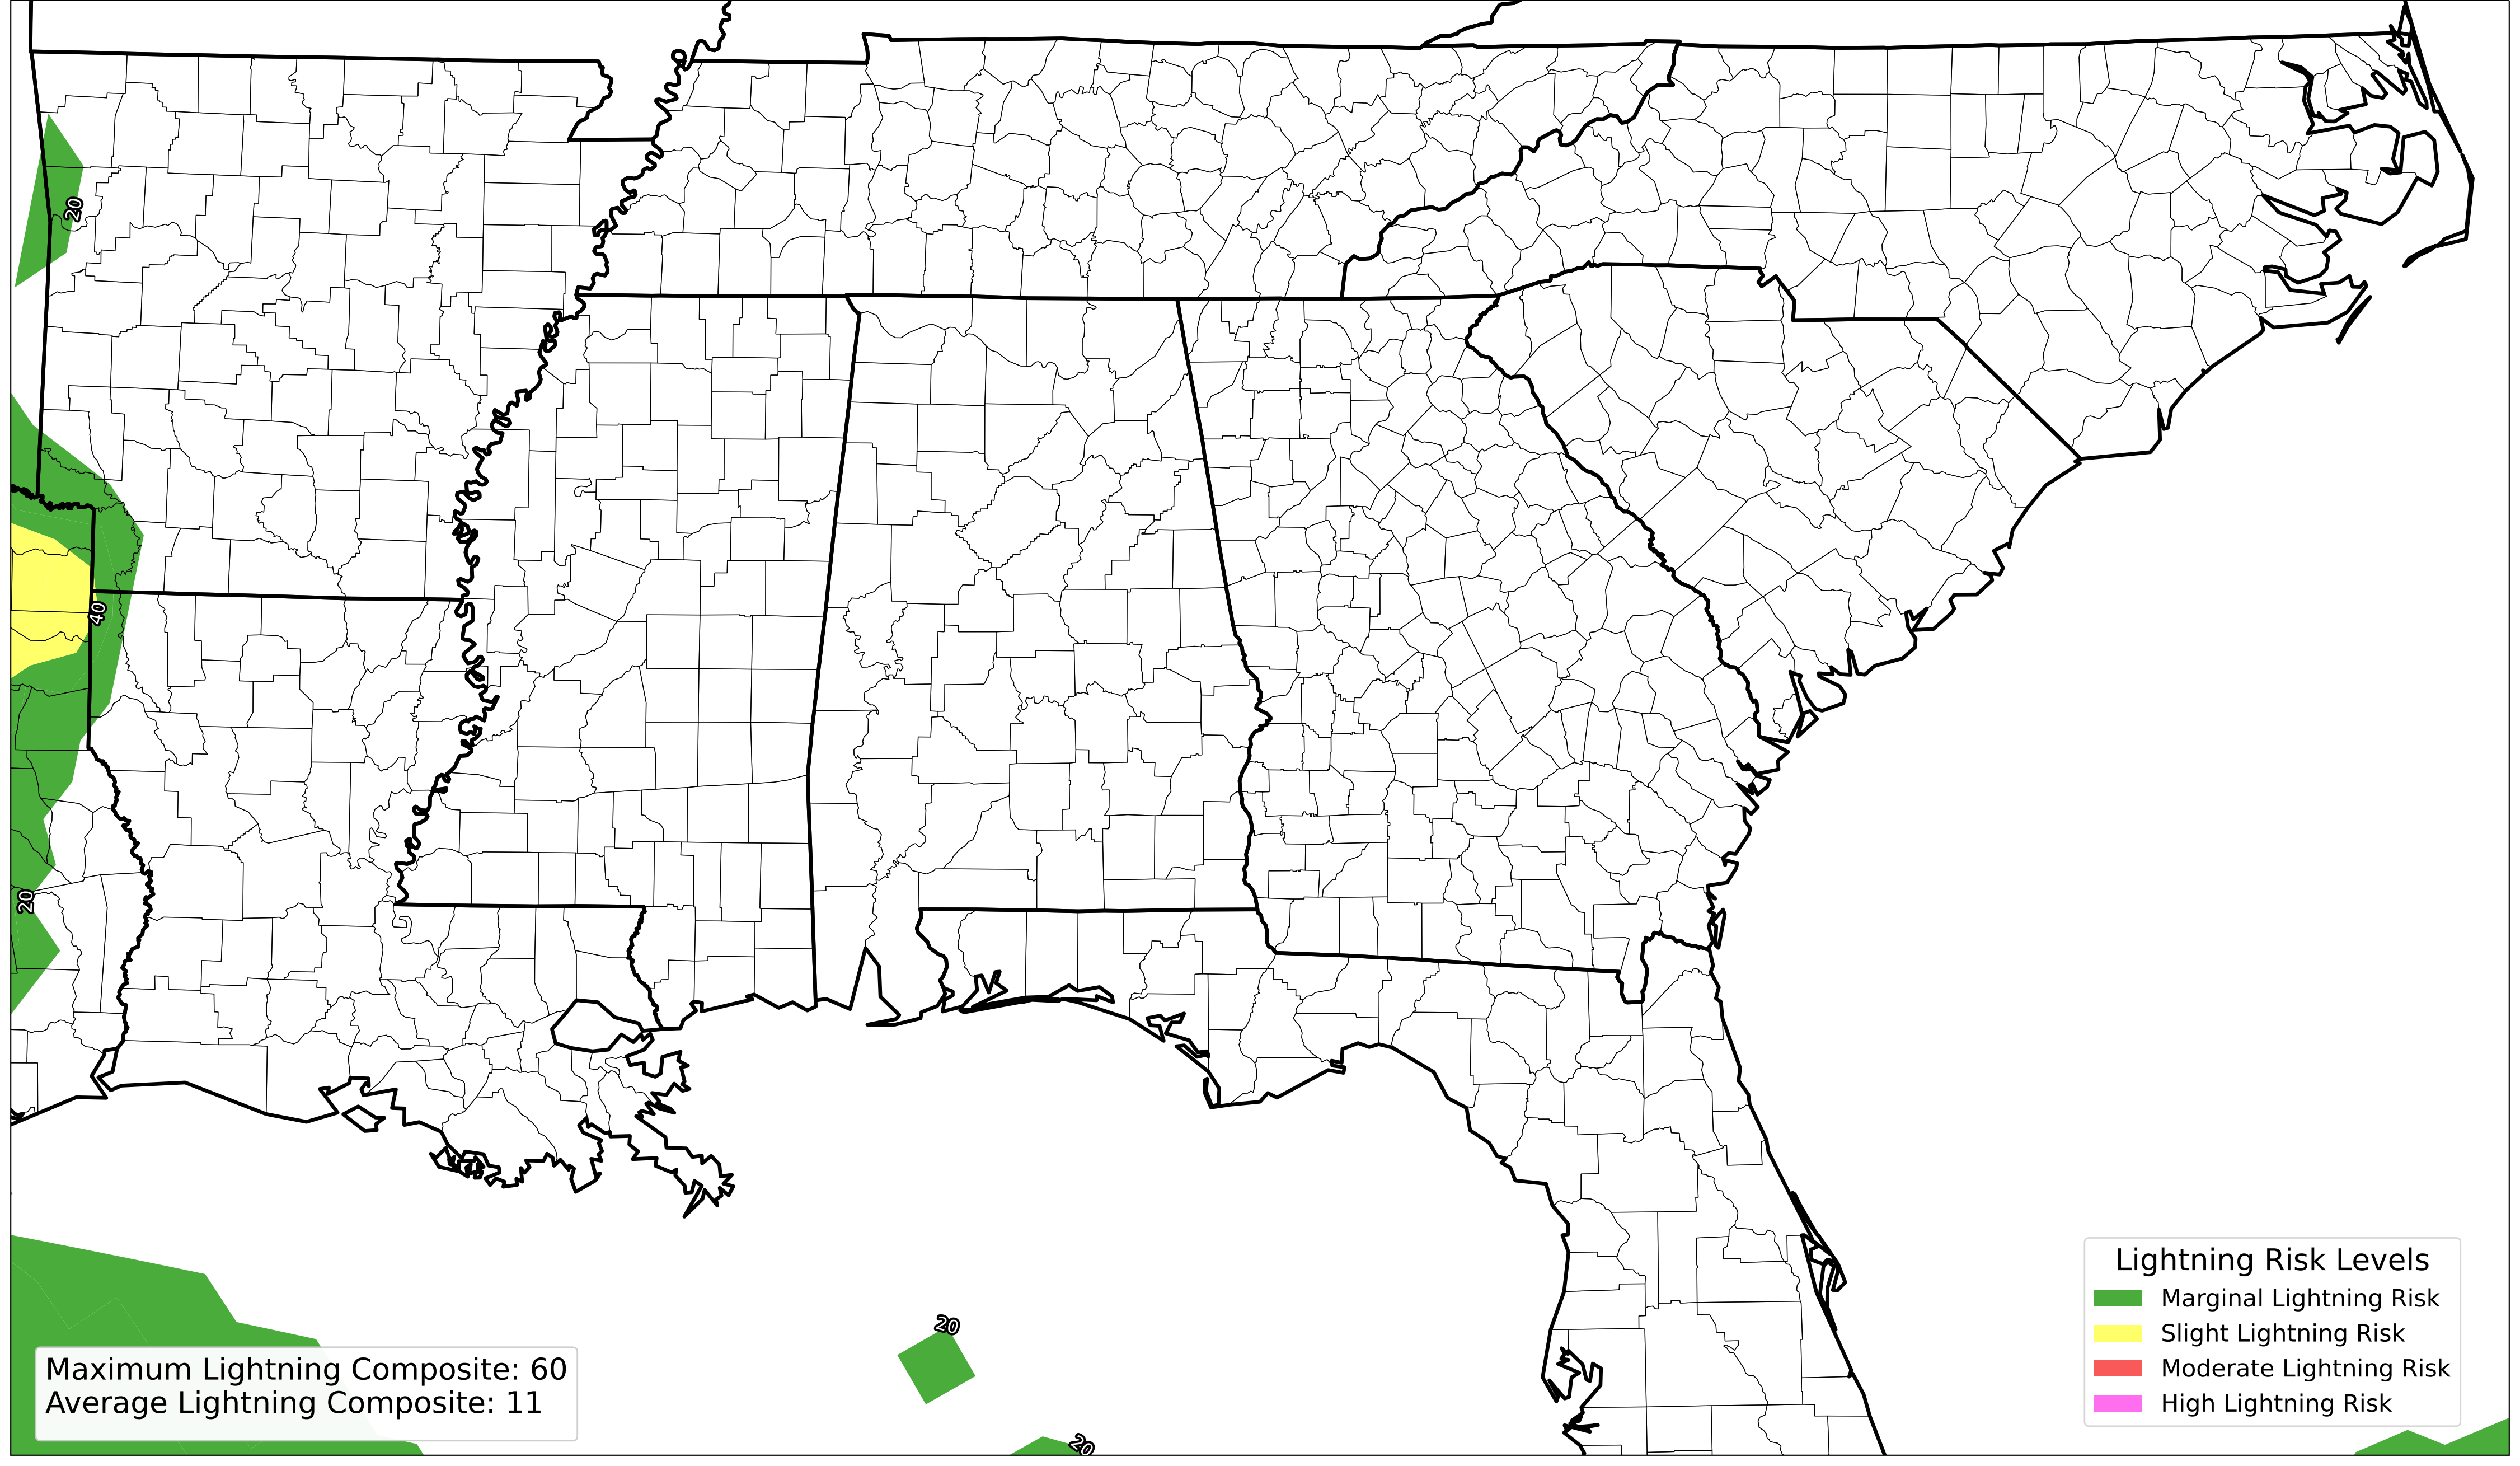 20
40
20
20
20
Maximum Lightning Composite: 60
Average Lightning Composite: 11
Lightning Risk Levels
Marginal Lightning Risk
Slight Lightning Risk
Moderate Lightning Risk
High Lightning Risk